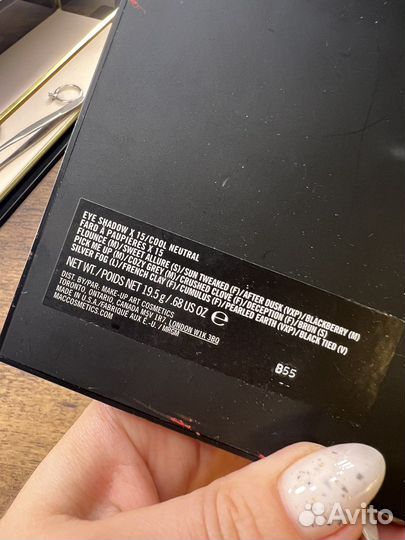 EYE SHADOW X 15/COOL NEUTRAL
FARD À PAUPIÈRES X 15
FLOUNCE (M)/SWEET ALLURE (S)/SUN TWEAKED (F)/AFTER DUSK (VXP)/BLACKBERRY (M)
PICK ME UP (M)/COZY GREY (M)/CRUSHED CLOVE (F)/DECEPTION (F)/BRUN (S)
SILVER FOG (L)/FRENCH CLAY (F)/CUMULUS (F)/PEARLED EARTH (VXP)/BLACK TIED (V)
NET WT./POIDS NET 19.5 g/.68 US OZ ℮
DIST. BY/PAR. MAKE-UP ART COSMETICS
TORONTO, ONTARIO, CANADA M5V 1R7 LONDON W1K 3BQ
MADE IN U.S.A./FABRIQUÉ AUX É.-U./MRGM
MACCOSMETICS.COM
B55
Avito